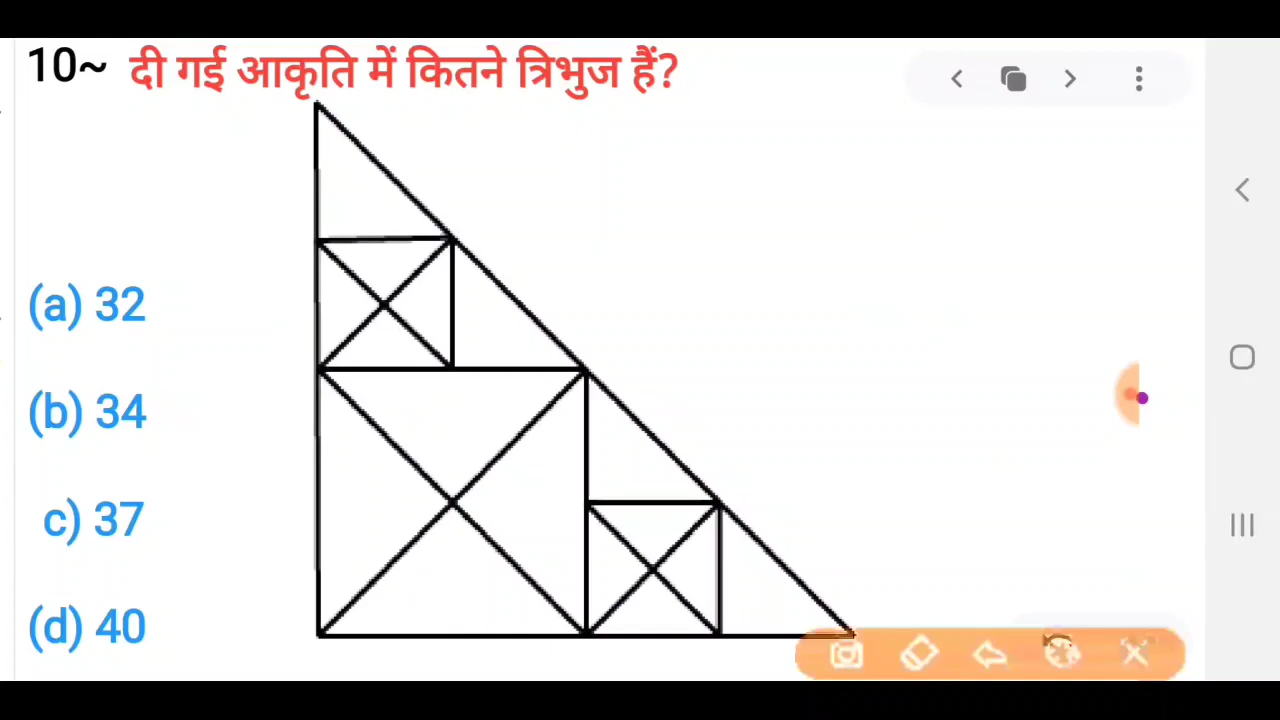 10~ दी गई आकृति में कितने त्रिभुज हैं?
(a) 32
(b) 34
c) 37
(d) 40